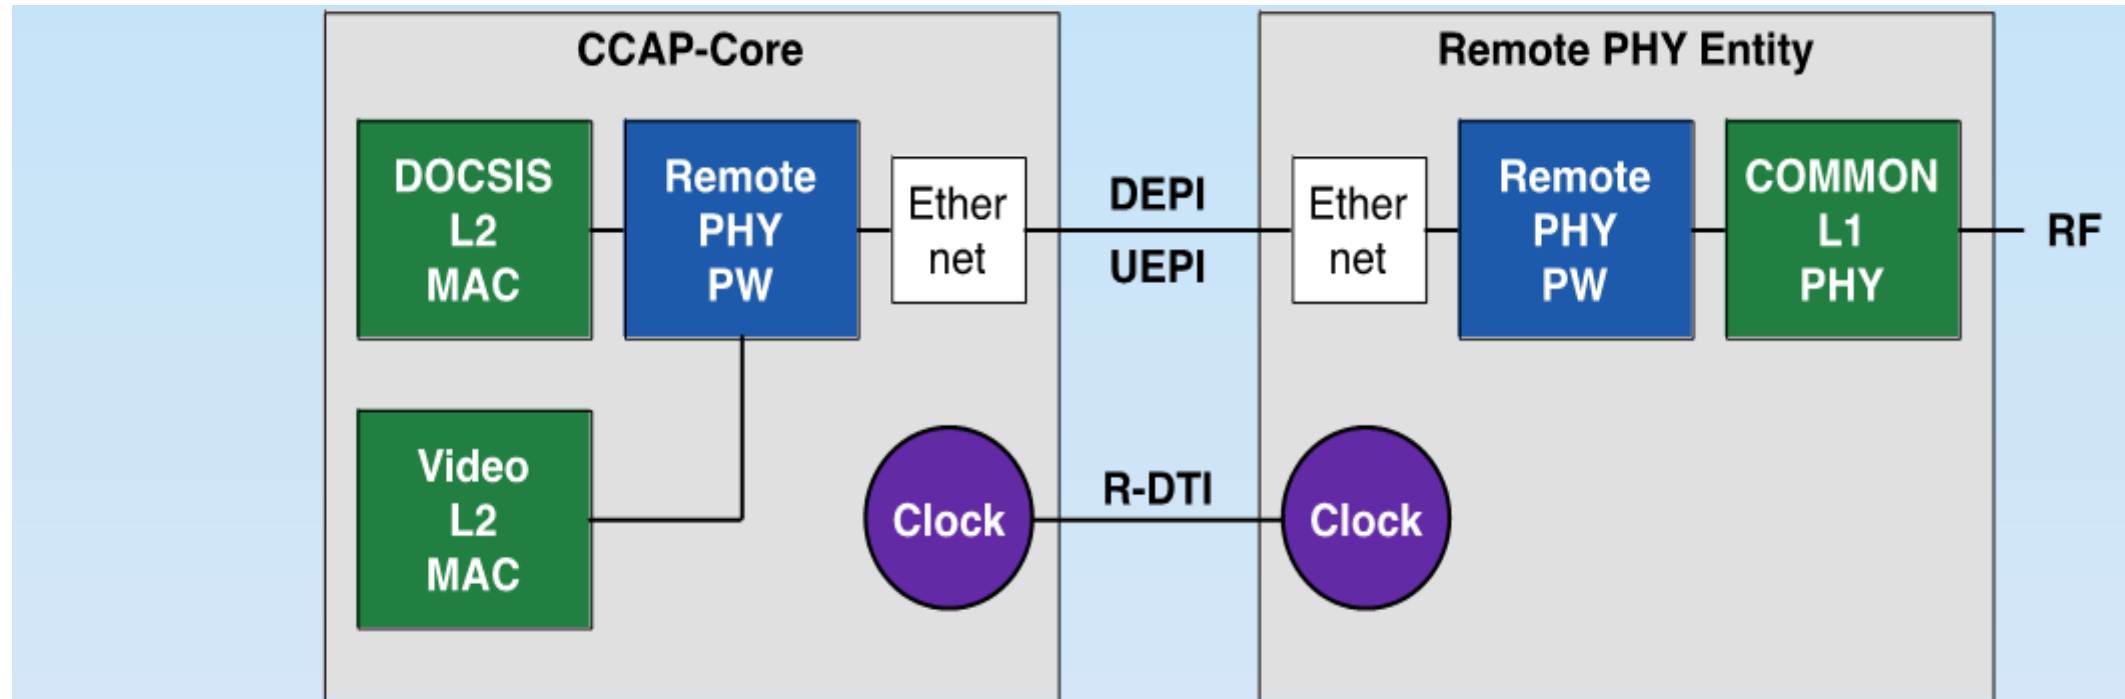 CCAP-Core
Remote PHY Entity
DOCSIS
L2
MAC
Remote
PHY
PW
Ether
net
DEPI
UEPI
Ether
net
Remote
PHY
PW
COMMON
L1
PHY
RF
Video
L2
MAC
Clock
R-DTI
Clock